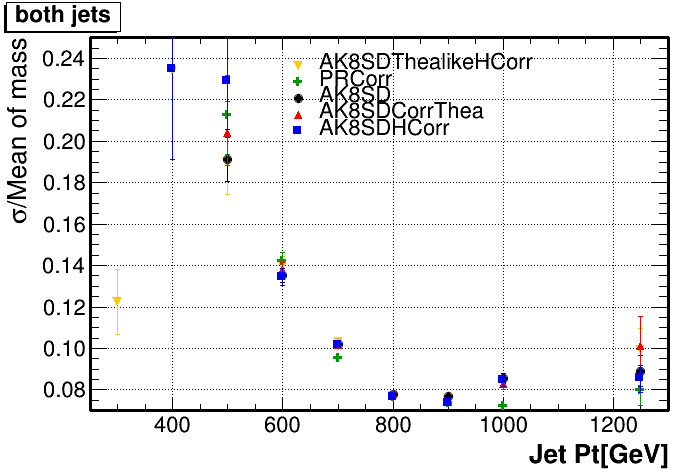 both jets
σ/Mean of mass
0.24
0.22
0.20
0.18
0.16
0.14
0.12
0.10
0.08
AK8SDThealikeHCorr
PRCorr
AK8SD
AK8SDCorrThea
AK8SDHCorr
400 600 800 1000 1200
Jet Pt[GeV]